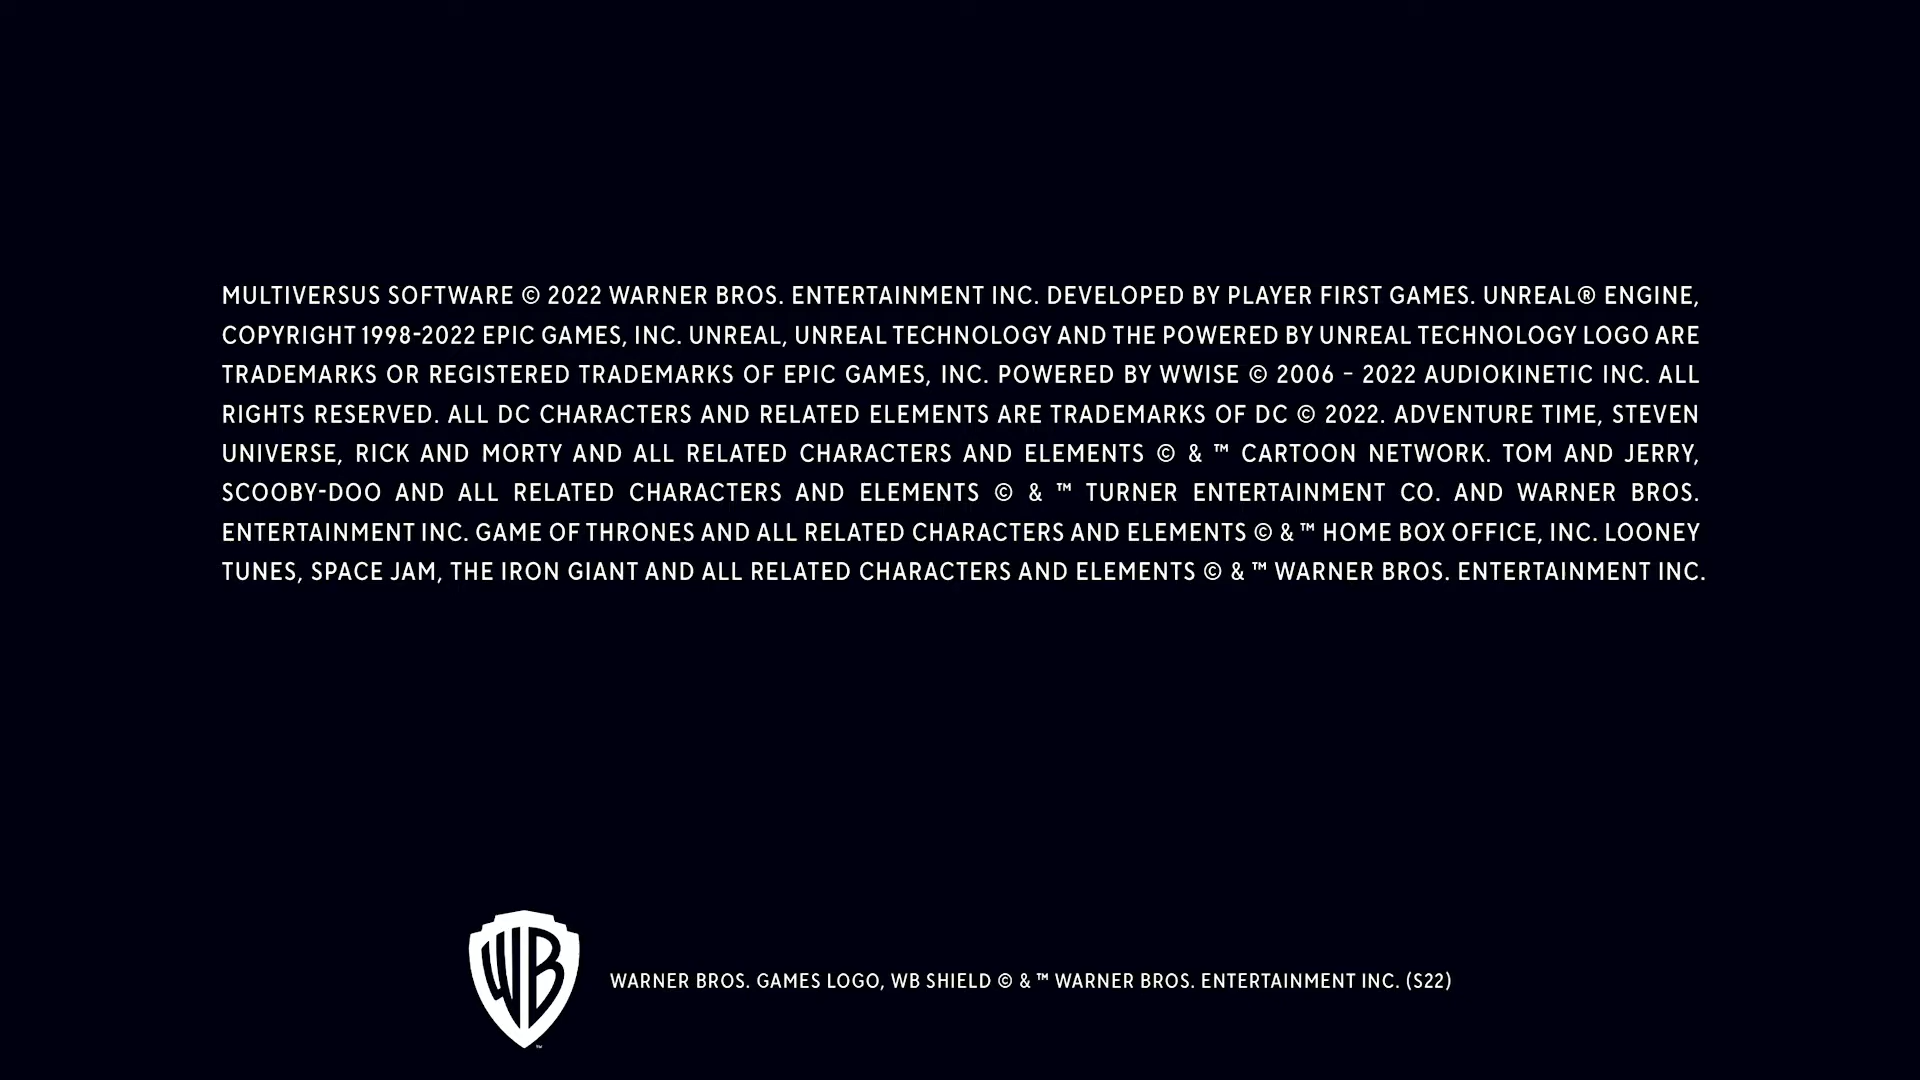 MULTIVERSUS SOFTWARE © 2022 WARNER BROS. ENTERTAINMENT INC. DEVELOPED BY PLAYER FIRST GAMES. UNREAL® ENGINE,
COPYRIGHT 1998-2022 EPIC GAMES, INC. UNREAL, UNREAL TECHNOLOGY AND THE POWERED BY UNREAL TECHNOLOGY LOGO ARE
TRADEMARKS OR REGISTERED TRADEMARKS OF EPIC GAMES, INC. POWERED BY WWISE © 2006 - 2022 AUDIOKINETIC INC. ALL
RIGHTS RESERVED. ALL DC CHARACTERS AND RELATED ELEMENTS ARE TRADEMARKS OF DC © 2022. ADVENTURE TIME, STEVEN
UNIVERSE, RICK AND MORTY AND ALL RELATED CHARACTERS AND ELEMENTS © & ™ CARTOON NETWORK. TOM AND JERRY,
SCOOBY-DOO AND ALL RELATED CHARACTERS AND ELEMENTS © & ™ TURNER ENTERTAINMENT CO. AND WARNER BROS.
ENTERTAINMENT INC. GAME OF THRONES AND ALL RELATED CHARACTERS AND ELEMENTS © & ™ HOME BOX OFFICE, INC. LOONEY
TUNES, SPACE JAM, THE IRON GIANT AND ALL RELATED CHARACTERS AND ELEMENTS © & ™ WARNER BROS. ENTERTAINMENT INC.
WB ™
WARNER BROS. GAMES LOGO, WB SHIELD © & ™ WARNER BROS. ENTERTAINMENT INC. (S22)